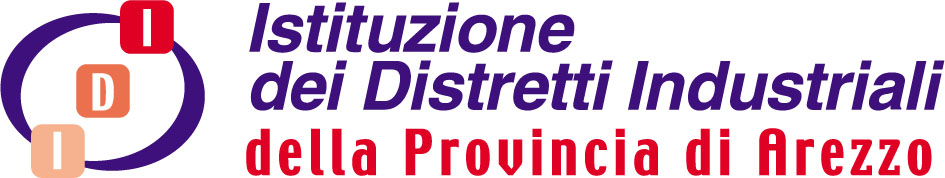 I
D
I
Istituzione
dei Distretti Industriali
della Provincia di Arezzo